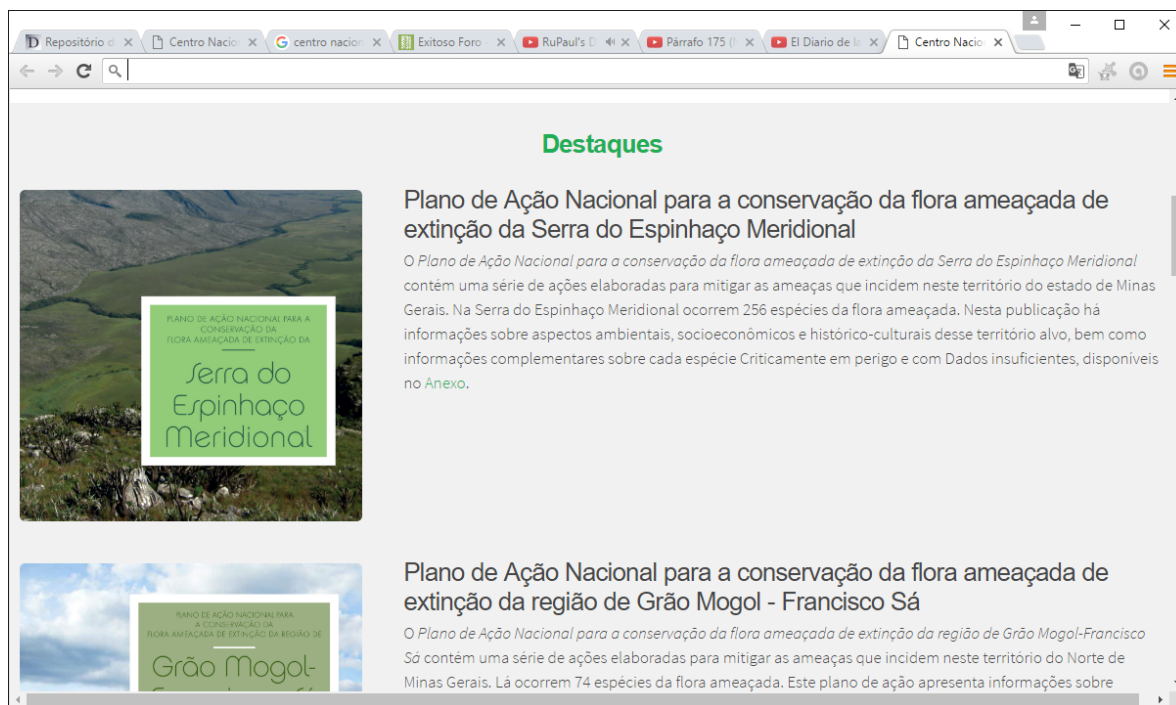 Repositório d
Centro Nacio
centro nacion
Exitoso Foro
RuPaul's D
Párrafo 175 (
El Diario de
Centro Nacio
Destaques
PLANO DE AÇÃO NACIONAL PARA A
CONSERVAÇÃO DA
FLORA AMEAÇADA DE EXTINÇÃO DA
Serra do
Espinhaço
Meridional
Plano de Ação Nacional para a conservação da flora ameaçada de
extinção da Serra do Espinhaço Meridional
O Plano de Ação Nacional para a conservação da flora ameaçada de extinção da Serra do Espinhaço Meridional
contém uma série de ações elaboradas para mitigar as ameaças que incidem neste território do estado de Minas
Gerais. Na Serra do Espinhaço Meridional ocorrem 256 espécies da flora ameaçada. Nesta publicação há
informações sobre aspectos ambientais, socioeconômicos e histórico-culturais desse território alvo, bem como
informações complementares sobre cada espécie Criticamente em perigo e com Dados insuficientes, disponíveis
no Anexo.
PLANO DE AÇÃO NACIONAL PARA
A CONSERVAÇÃO DA
FLORA AMEAÇADA DE EXTINÇÃO DA REGIÃO DE
Grão Mogol-
Plano de Ação Nacional para a conservação da flora ameaçada de
extinção da região de Grão Mogol - Francisco Sá
O Plano de Ação Nacional para a conservação da flora ameaçada de extinção da região de Grão Mogol-Francisco
Sá contém uma série de ações elaboradas para mitigar as ameaças que incidem neste território do Norte de
Minas Gerais. Lá ocorrem 74 espécies da flora ameaçada. Este plano de ação apresenta informações sobre